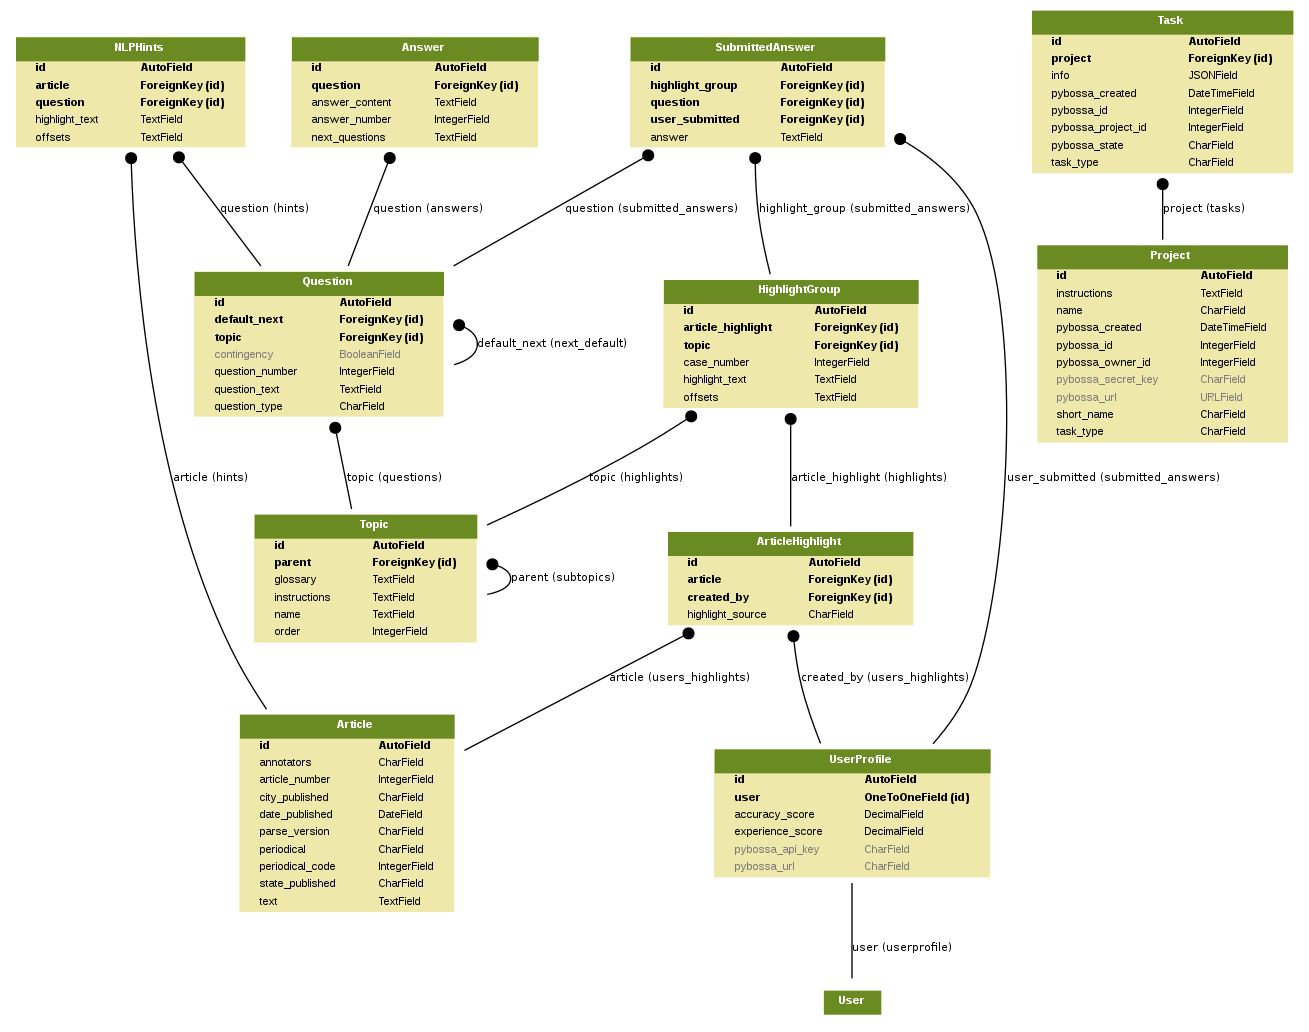 NLPHints
id AutoField
article ForeignKey (id)
question ForeignKey (id)
highlight_text TextField
offsets TextField
Answer
id AutoField
question ForeignKey (id)
answer_content TextField
answer_number IntegerField
next_questions TextField
SubmittedAnswer
id AutoField
highlight_group ForeignKey (id)
question ForeignKey (id)
user_submitted ForeignKey (id)
answer TextField
Task
id AutoField
project ForeignKey (id)
info JSONField
pybossa_created DateTimeField
pybossa_id IntegerField
pybossa_project_id IntegerField
pybossa_state CharField
task_type CharField
question (hints)
question (answers)
question (submitted_answers)
highlight_group (submitted_answers)
project (tasks)
Question
id AutoField
default_next ForeignKey (id)
topic ForeignKey (id)
contingency BooleanField
question_number IntegerField
question_text TextField
question_type CharField
default_next (next_default)
HighlightGroup
id AutoField
article_highlight ForeignKey (id)
topic ForeignKey (id)
case_number IntegerField
highlight_text TextField
offsets TextField
Project
id AutoField
instructions TextField
name CharField
pybossa_created DateTimeField
pybossa_id IntegerField
pybossa_owner_id IntegerField
pybossa_secret_key CharField
pybossa_url URLField
short_name CharField
task_type CharField
article (hints)
topic (questions)
topic (highlights)
article_highlight (highlights)
user_submitted (submitted_answers)
Topic
id AutoField
parent ForeignKey (id)
glossary TextField
instructions TextField
name TextField
order IntegerField
parent (subtopics)
ArticleHighlight
id AutoField
article ForeignKey (id)
created_by ForeignKey (id)
highlight_source CharField
article (users_highlights)
created_by (users_highlights)
Article
id AutoField
annotators CharField
article_number IntegerField
city_published CharField
date_published DateField
parse_version CharField
periodical CharField
periodical_code IntegerField
state_published CharField
text TextField
UserProfile
id AutoField
user OneToOneField (id)
accuracy_score DecimalField
experience_score DecimalField
pybossa_api_key CharField
pybossa_url CharField
user (userprofile)
User